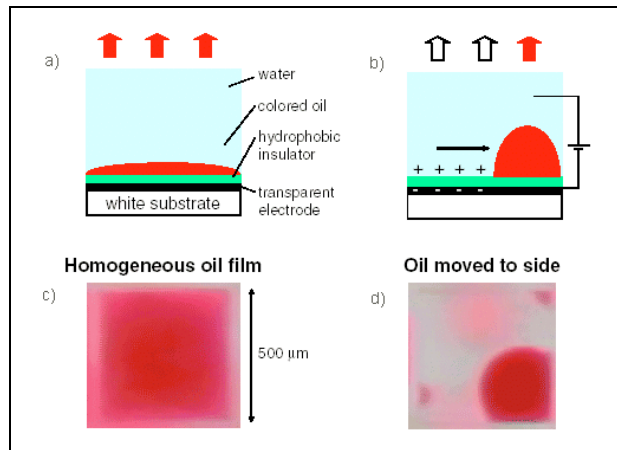 a)
water
colored oil
hydrophobic
insulator
transparent
electrode
white substrate
b)
+ + + +
- - - -
Homogeneous oil film
Oil moved to side
c)
500 μm
d)